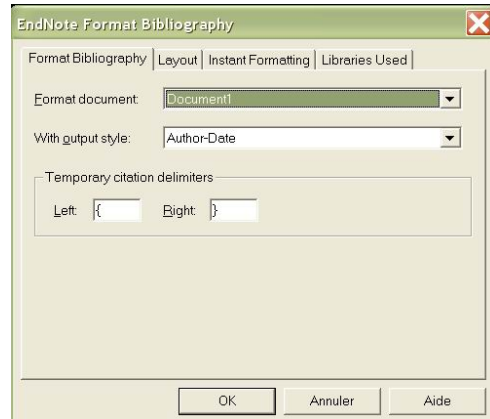 EndNote Format Bibliography
Format Bibliography Layout Instant Formatting Libraries Used
Format document: Document1
With output style: Author-Date
Temporary citation delimiters
Left: { Right: }
OK Annuler Aide